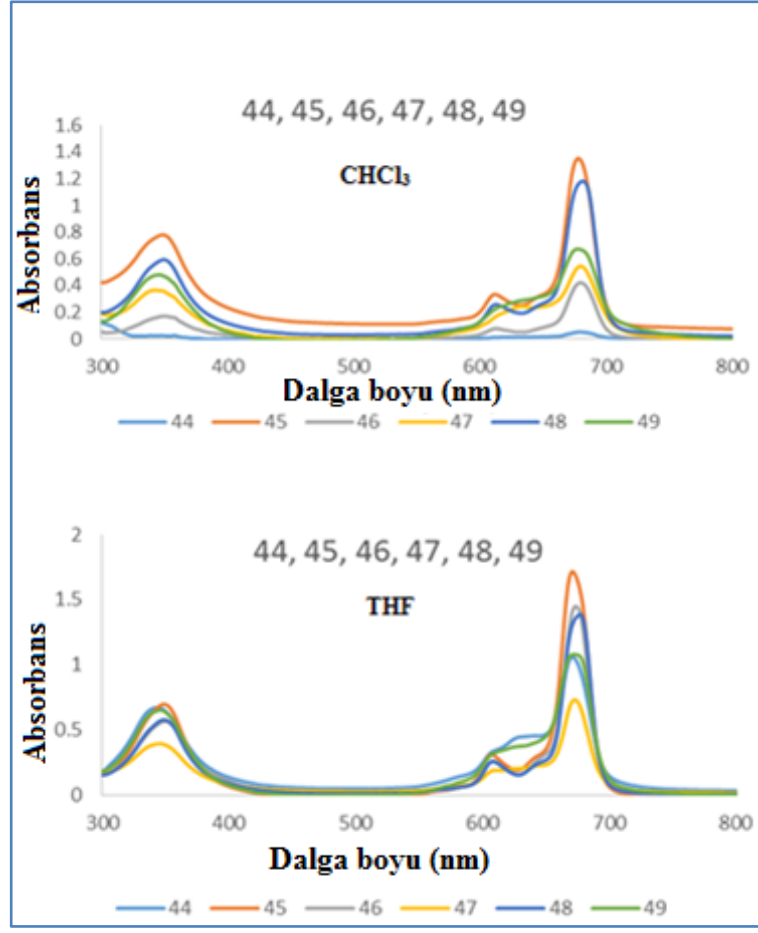 44, 45, 46, 47, 48, 49
CHCl₃
Absorbans
1.6
1.4
1.2
1
0.8
0.6
0.4
0.2
0
300 400 500 600 700 800
Dalga boyu (nm)
44 45 46 47 48 49
44, 45, 46, 47, 48, 49
THF
Absorbans
2
1.5
1
0.5
0
300 400 500 600 700 800
Dalga boyu (nm)
44 45 46 47 48 49